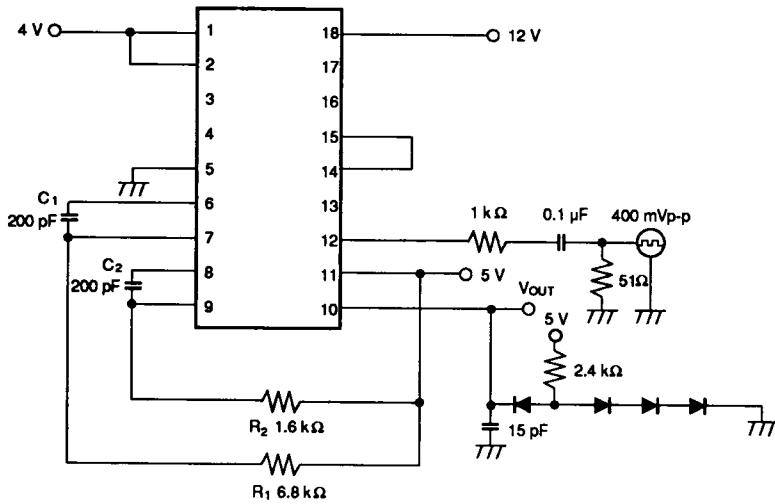 4 V
1
2
3
4
5
6
7
8
9
18
17
16
15
14
13
12
11
10
12 V
C1
200 pF
C2
200 pF
1 kΩ
0.1 μF
400 mVp-p
51Ω
5 V
VOUT
5 V
2.4 kΩ
15 pF
R2 1.6 kΩ
R1 6.8 kΩ